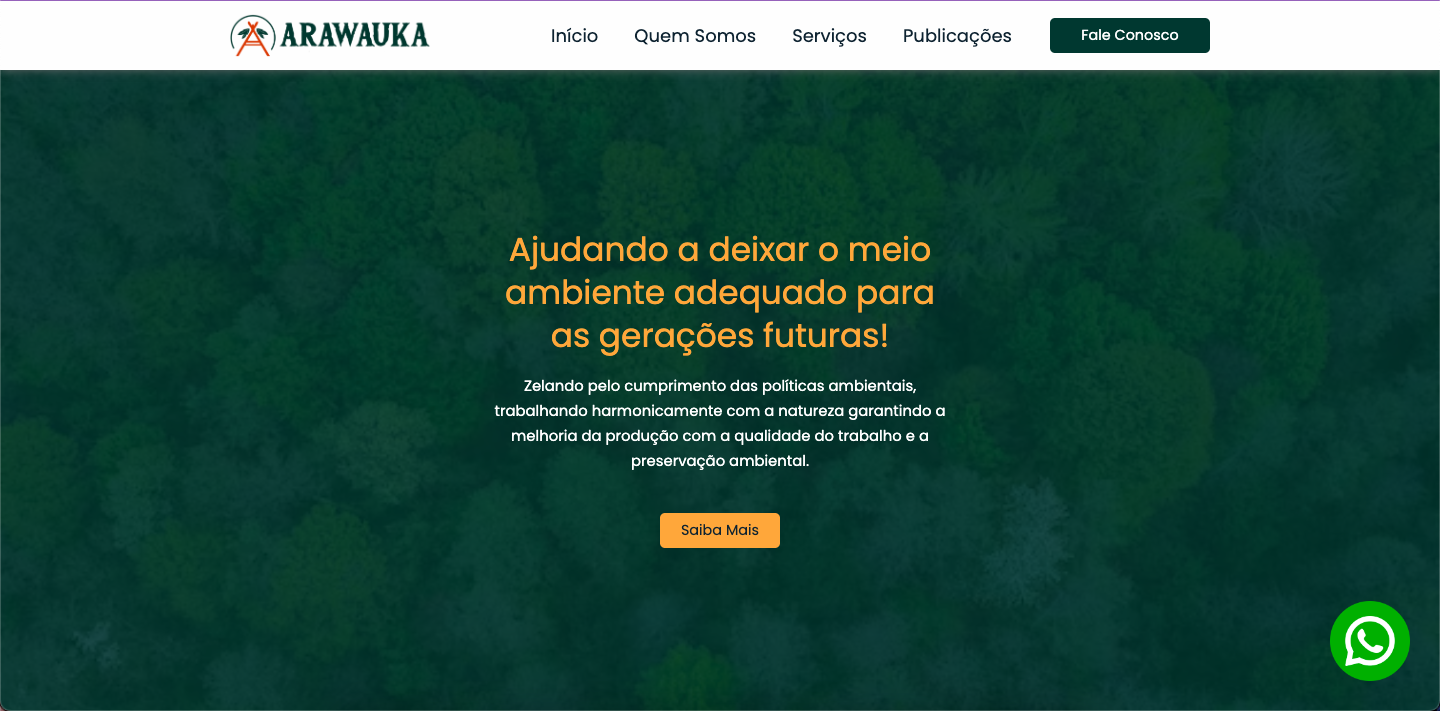 ARAWAUKA
Início
Quem Somos
Serviços
Publicações
Fale Conosco
Ajudando a deixar o meio
ambiente adequado para
as gerações futuras!
Zelando pelo cumprimento das políticas ambientais,
trabalhando harmonicamente com a natureza garantindo a
melhoria da produção com a qualidade do trabalho e a
preservação ambiental.
Saiba Mais